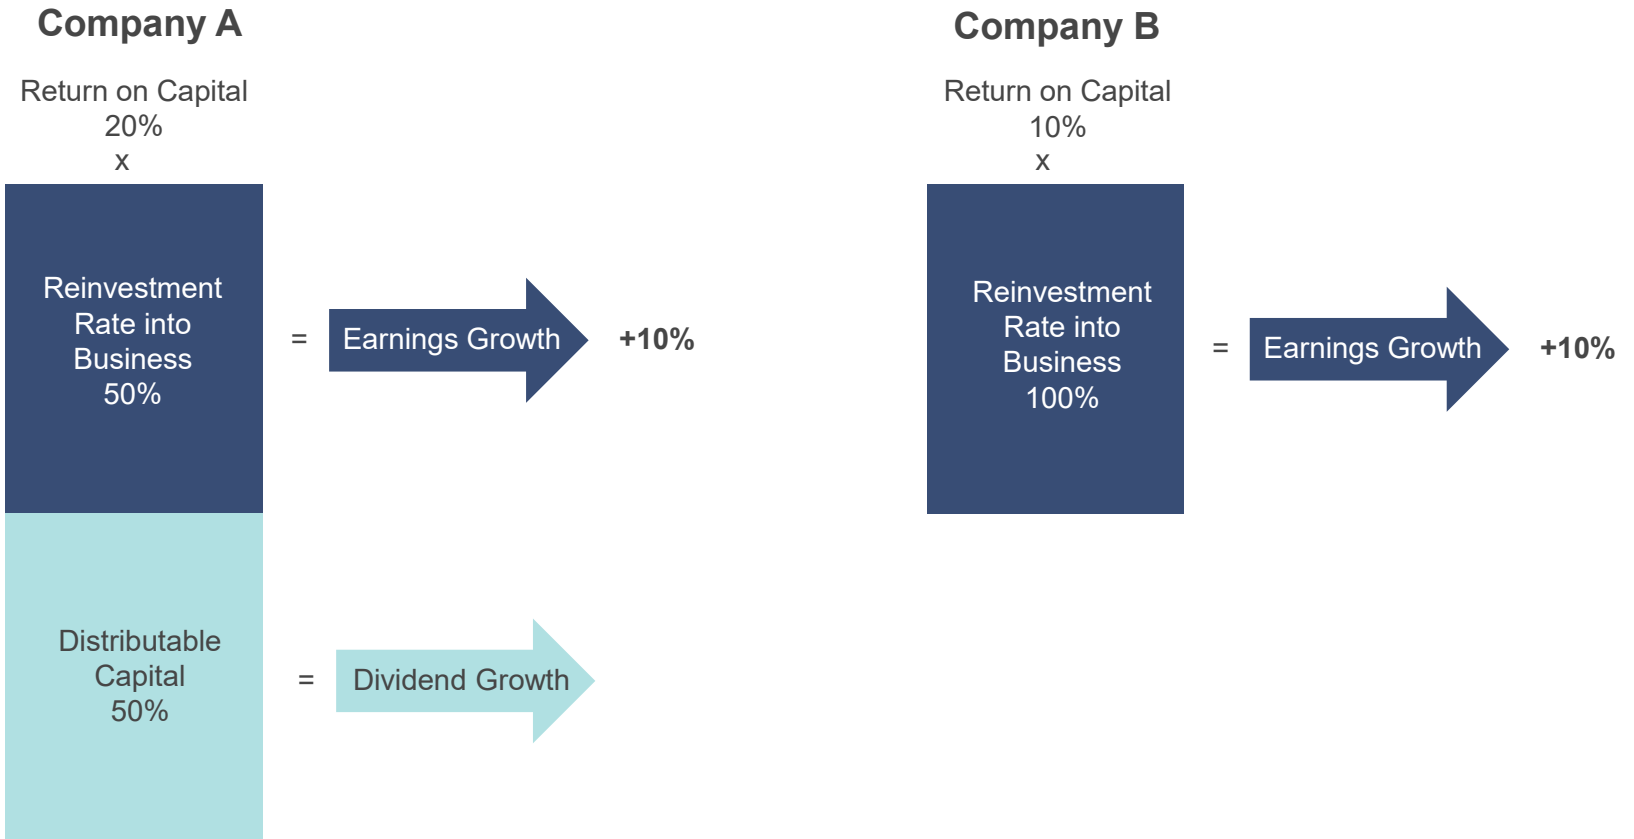 Company A
Return on Capital
20%
x
Reinvestment
Rate into
Business
50%
=
Earnings Growth
+10%
Distributable
Capital
50%
=
Dividend Growth
Company B
Return on Capital
10%
x
Reinvestment
Rate into
Business
100%
=
Earnings Growth
+10%